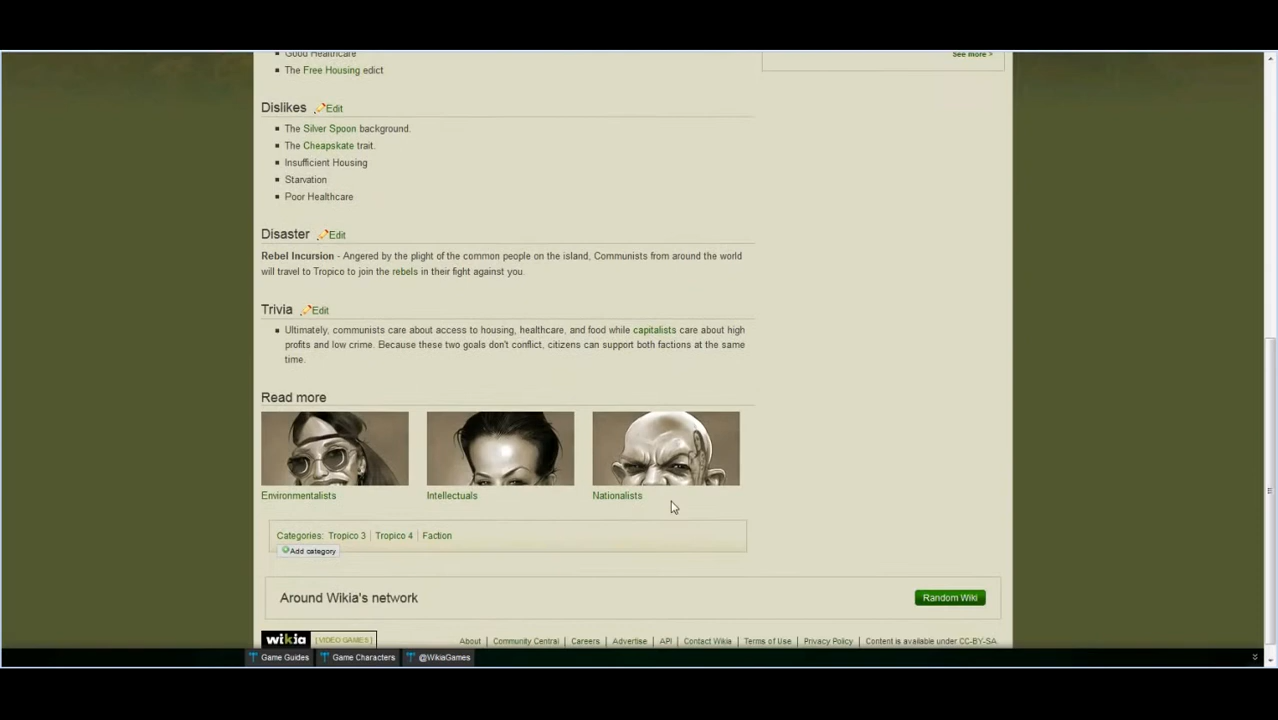 Good Healthcare
See more >
The Free Housing edict
Dislikes Edit
The Silver Spoon background.
The Cheapskate trait.
Insufficient Housing
Starvation
Poor Healthcare
Disaster Edit
Rebel Incursion - Angered by the plight of the common people on the island, Communists from around the world
will travel to Tropico to join the rebels in their fight against you.
Trivia Edit
Ultimately, communists care about access to housing, healthcare, and food while capitalists care about high
profits and low crime. Because these two goals don't conflict, citizens can support both factions at the same
time.
Read more
Environmentalists Intellectuals Nationalists
Categories: Tropico 3 | Tropico 4 | Faction
Add category
Around Wikia's network Random Wiki
wikia [VIDEO GAMES] About | Community Central | Careers | Advertise | API | Contact Wikia | Terms of Use | Privacy Policy | Content is available under CC-BY-SA.
Game Guides Game Characters @WikiaGames